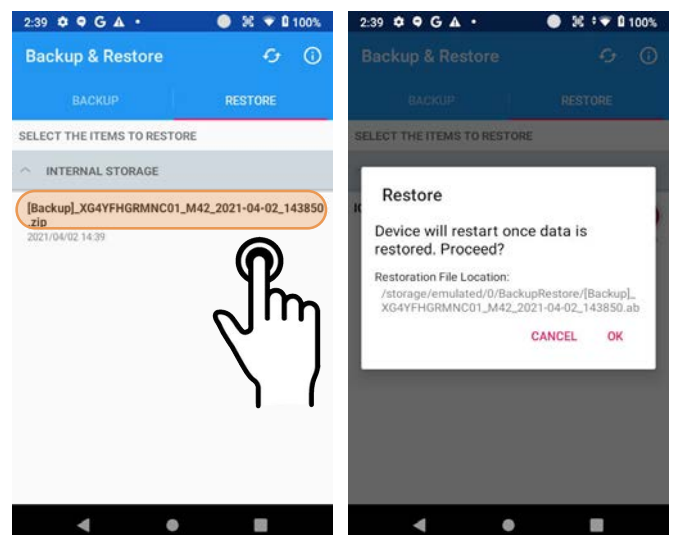 2:39 G 100%
Backup & Restore
BACKUP RESTORE
SELECT THE ITEMS TO RESTORE
INTERNAL STORAGE
[Backup]_XG4YFHGRMNC01_M42_2021-04-02_143850
.zip
2021/04/02 14:39
2:39 G 100%
Backup & Restore
BACKUP RESTORE
SELECT THE ITEMS TO RESTORE
Restore
Device will restart once data is
restored. Proceed?
Restoration File Location:
/storage/emulated/0/BackupRestore/[Backup]_
XG4YFHGRMNC01_M42_2021-04-02_143850.ab
CANCEL OK